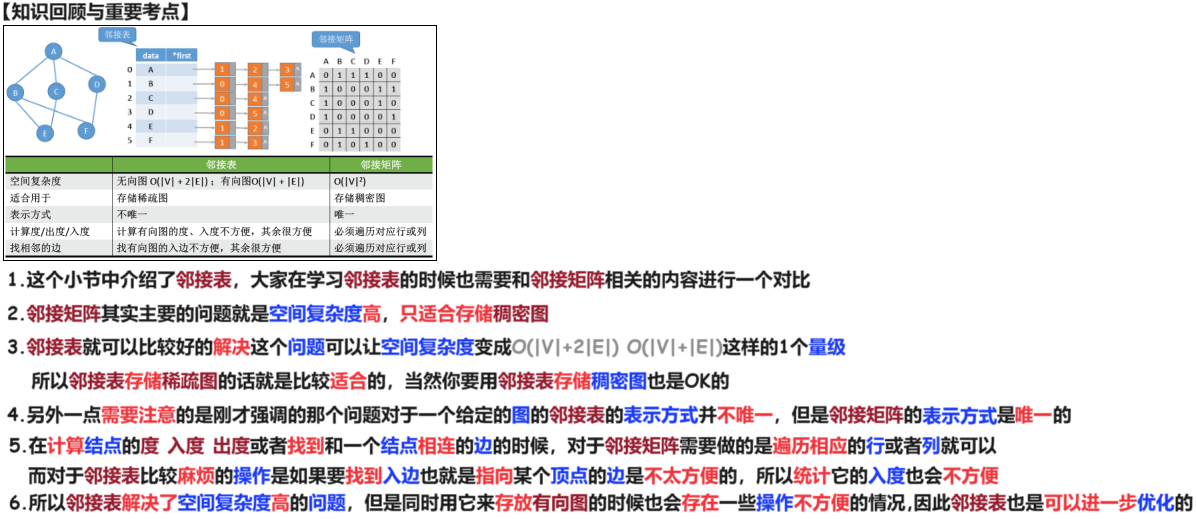 【知识回顾与重要考点】
邻接表
邻接矩阵
A
B
C
D
E
F
data *first
0 A 1 2 3 ^
1 B 0 4 5 ^
2 C 0 4 ^
3 D 0 5 ^
4 E 1 2 ^
5 F 1 3 ^
A B C D E F
A 0 1 1 1 0 0
B 1 0 0 0 1 1
C 1 0 0 0 1 0
D 1 0 0 0 0 1
E 0 1 1 0 0 0
F 0 1 0 1 0 0
邻接表 邻接矩阵
空间复杂度 无向图 O(|V| + 2|E|)；有向图O(|V| + |E|) O(|V|²)
适合用于 存储稀疏图 存储稠密图
表示方式 不唯一 唯一
计算度/出度/入度 计算有向图的度、入度不方便，其余很方便 必须遍历对应行或列
找相邻的边 找有向图的入边不方便，其余很方便 必须遍历对应行或列
1.这个小节中介绍了邻接表，大家在学习邻接表的时候也需要和邻接矩阵相关的内容进行一个对比
2.邻接矩阵其实主要的问题就是空间复杂度高，只适合存储稠密图
3.邻接表就可以比较好的解决这个问题可以让空间复杂度变成O(|V|+2|E|) O(|V|+|E|)这样的1个量级
所以邻接表存储稀疏图的话就是比较适合的，当然你要用邻接表存储稠密图也是OK的
4.另外一点需要注意的是刚才强调的那个问题对于一个给定的图的邻接表的表示方式并不唯一，但是邻接矩阵的表示方式是唯一的
5.在计算结点的度 入度 出度或者找到和一个结点相连的边的时候，对于邻接矩阵需要做的是遍历相应的行或者列就可以
而对于邻接表比较麻烦的操作是如果要找到入边也就是指向某个顶点的边是不太方便的，所以统计它的入度也会不方便
6.所以邻接表解决了空间复杂度高的问题，但是同时用它来存放有向图的时候也会存在一些操作不方便的情况,因此邻接表也是可以进一步优化的